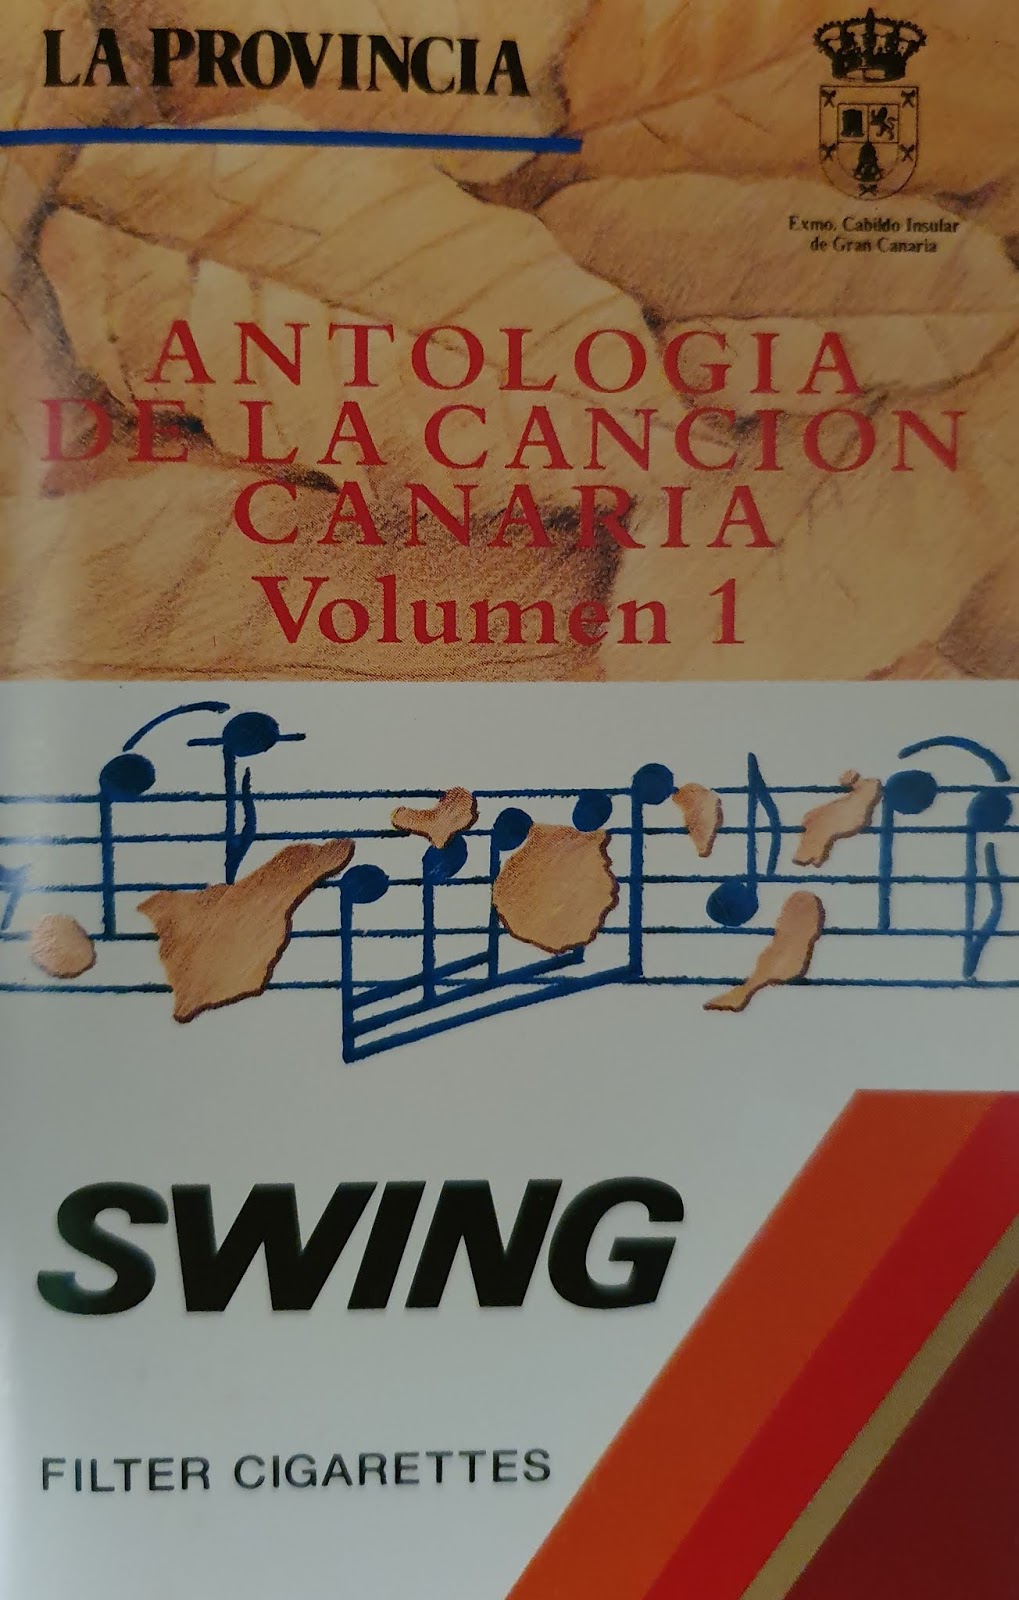 LA PROVINCIA
Exmo. Cabildo Insular
de Gran Canaria
ANTOLOGIA
DE LA CANCION
CANARIA
Volumen 1
SWING
FILTER CIGARETTES